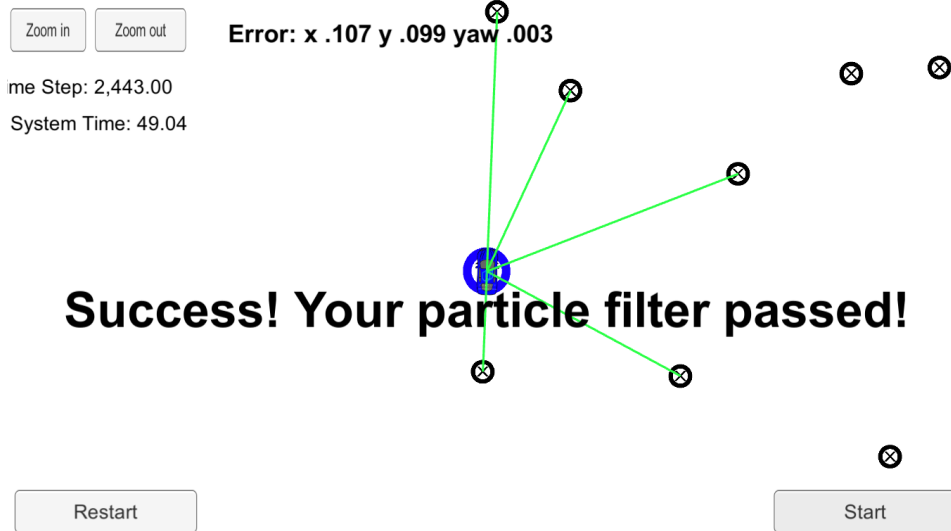 Zoom in
Zoom out
Error: x .107 y .099 yaw .003
ime Step: 2,443.00
System Time: 49.04
Success! Your particle filter passed!
Restart
Start